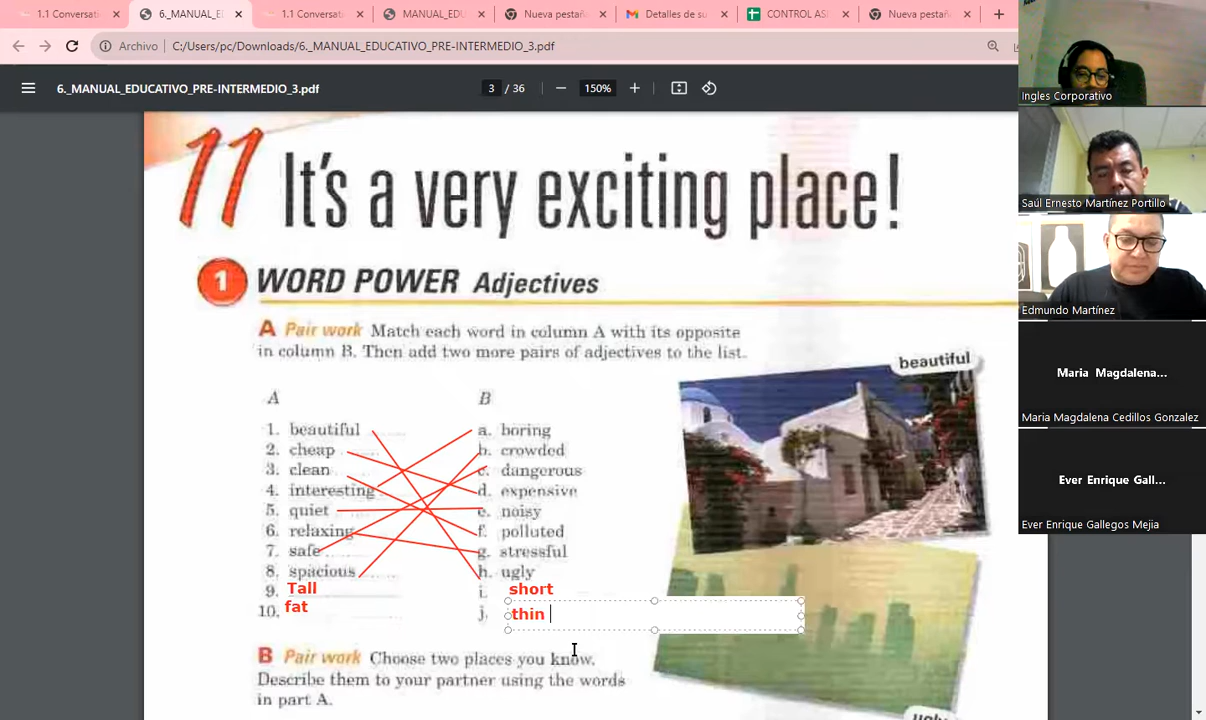 1.1 Conversat
6._MANUAL_E
1.1 Conversat
MANUAL_EDU
Nueva pestañ
Detalles de su
CONTROL ASI
Nueva pestañ
Archivo
C:/Users/pc/Downloads/6._MANUAL_EDUCATIVO_PRE-INTERMEDIO_3.pdf
6._MANUAL_EDUCATIVO_PRE-INTERMEDIO_3.pdf
3 / 36
150%
11 It's a very exciting place!
1 WORD POWER Adjectives
A Pair work Match each word in column A with its opposite
in column B. Then add two more pairs of adjectives to the list.
A B
1. beautiful a. boring
2. cheap b. crowded
3. clean c. dangerous
4. interesting d. expensive
5. quiet e. noisy
6. relaxing f. polluted
7. safe g. stressful
8. spacious h. ugly
9. Tall i. short
10. fat j. thin
B Pair work Choose two places you know.
Describe them to your partner using the words
in part A.
beautiful
ugly
Ingles Corporativo
Saúl Ernesto Martínez Portillo
Edmundo Martínez
Maria Magdalena...
Maria Magdalena Cedillos Gonzalez
Ever Enrique Gall...
Ever Enrique Gallegos Mejia